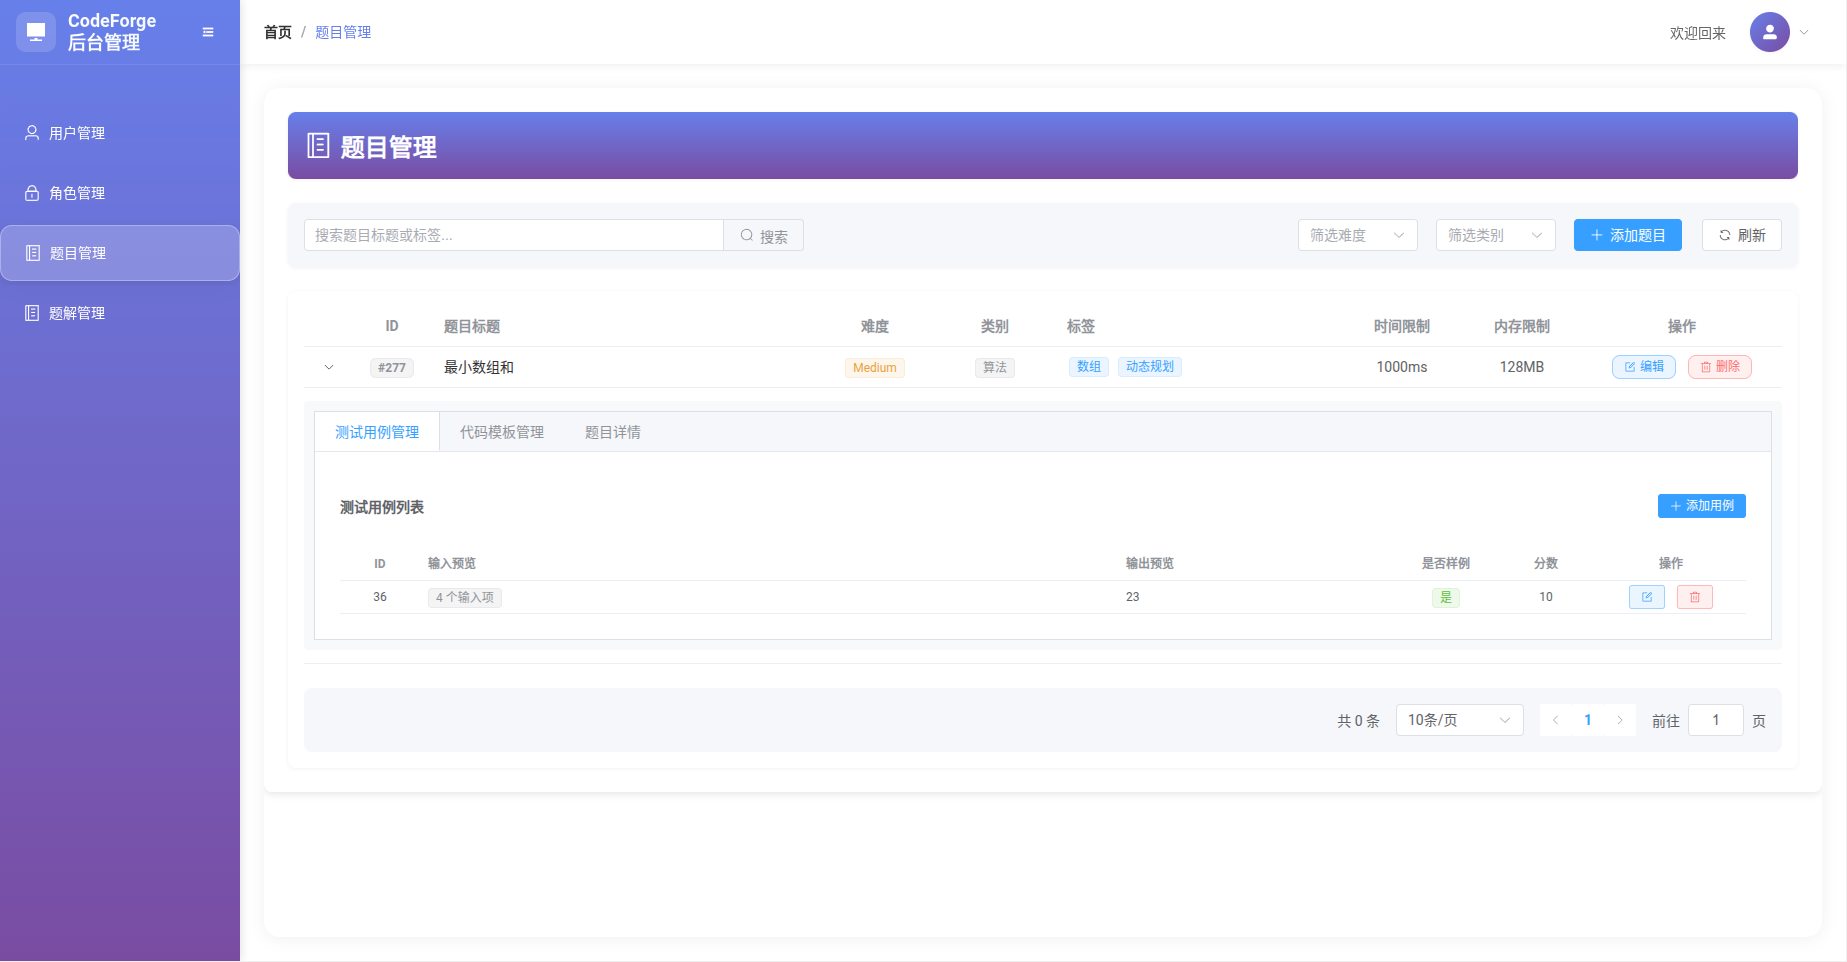 CodeForge
后台管理
首页 / 题目管理
欢迎回来
用户管理
角色管理
题目管理
题解管理
题目管理
搜索题目标题或标签...
搜索
筛选难度
筛选类别
添加题目
刷新
ID 题目标题 难度 类别 标签 时间限制 内存限制 操作
#277 最小数组和 Medium 算法 数组 动态规划 1000ms 128MB 编辑 删除
测试用例管理 代码模板管理 题目详情
测试用例列表
添加用例
ID 输入预览 输出预览 是否样例 分数 操作
36 4 个输入项 23 是 10
共 0 条 10条/页 1 前往 1 页